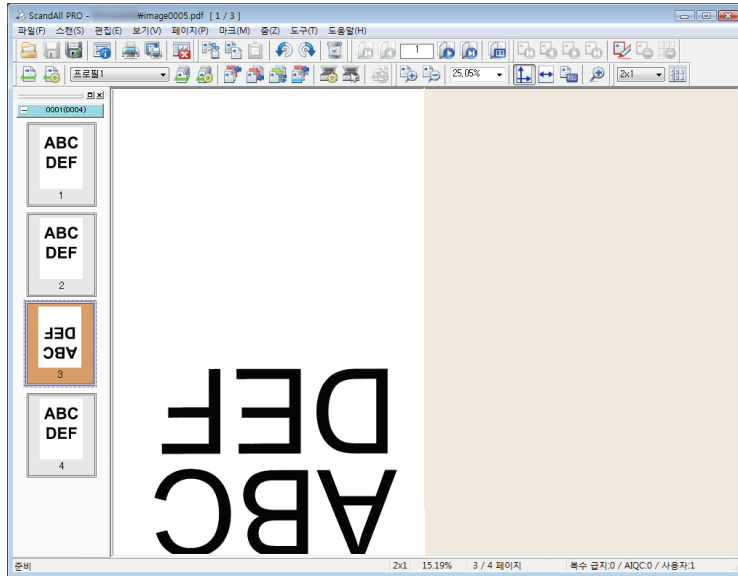 ScandAll PRO - ₩image0005.pdf [ 1 / 3 ]
파일(F) 스캔(S) 편집(E) 보기(V) 페이지(P) 마크(M) 줌(Z) 도구(T) 도움말(H)
1
프로필1 25,05% 2x1
0001(0004)
ABC
DEF
1
ABC
DEF
2
ABC
DEF
3
ABC
DEF
4
ABC
DEF
준비 2x1 15.19% 3 / 4 페이지 복수 급지:0 / AIQC:0 / 사용자:1